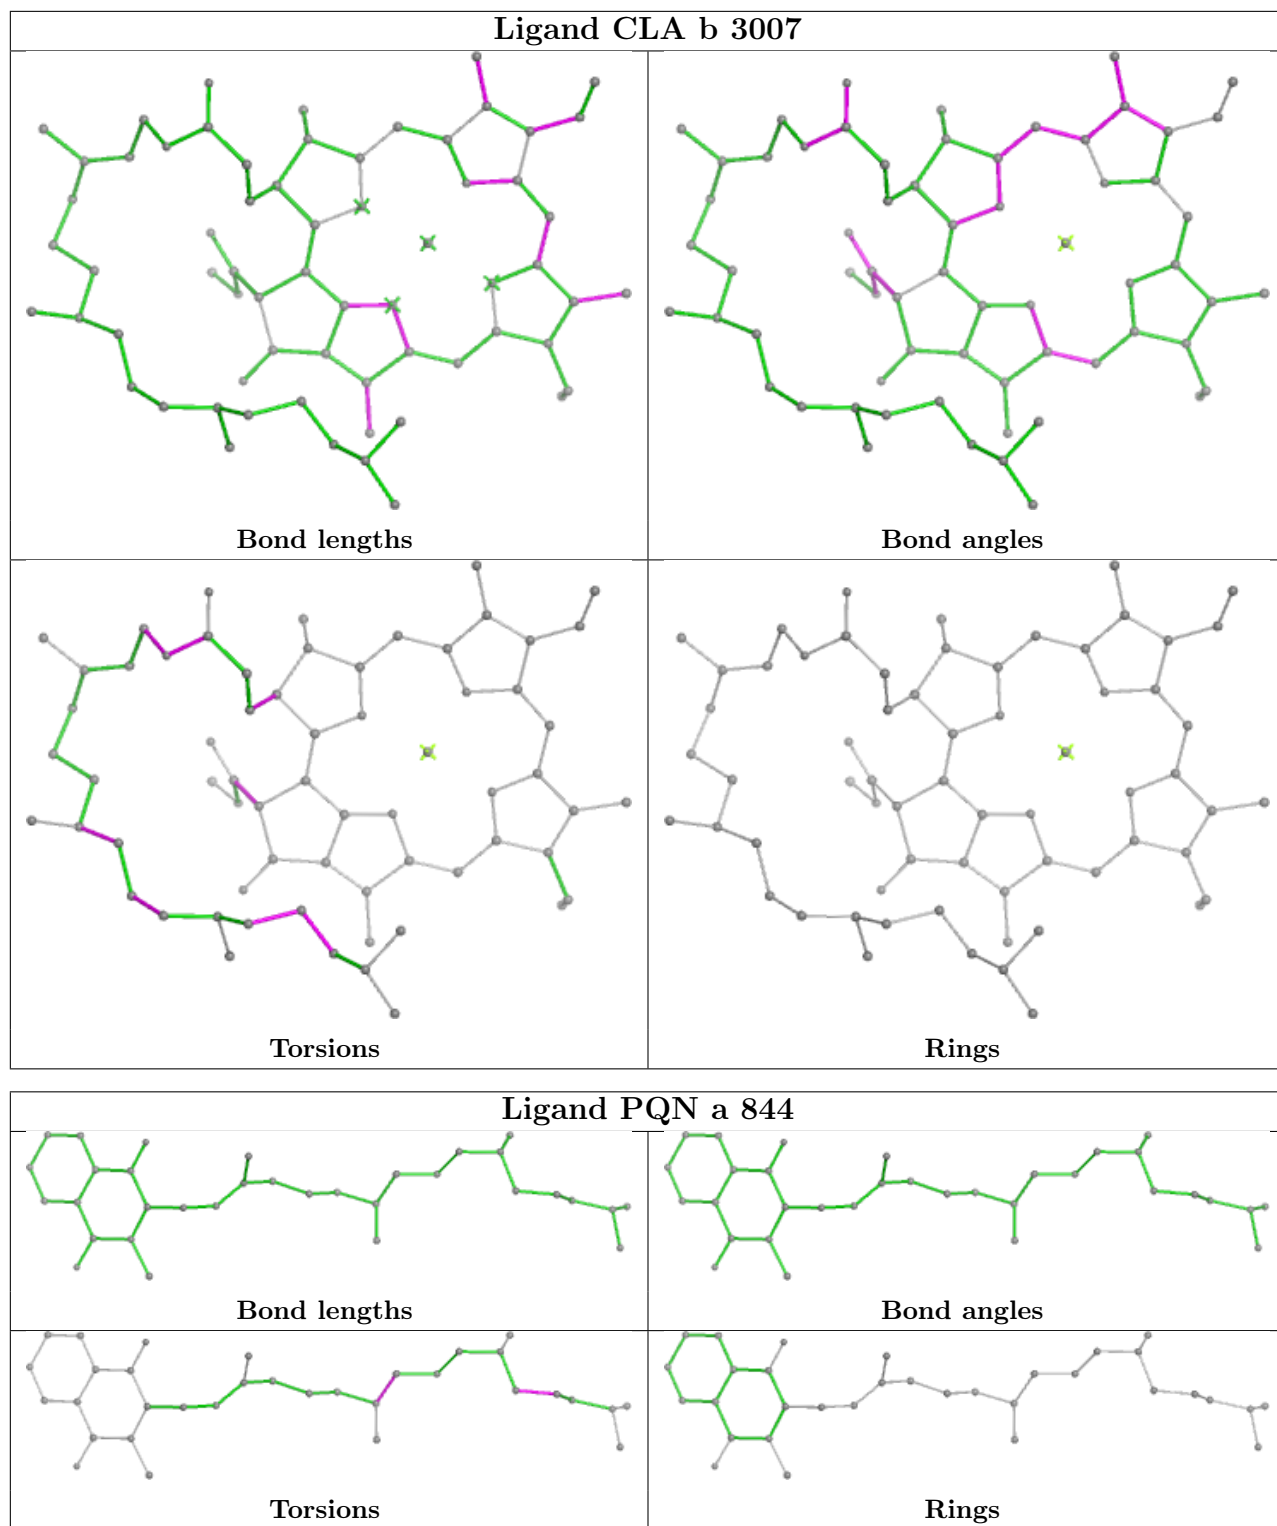 Ligand CLA b 3007
Bond lengths
Bond angles
Torsions
Rings
Ligand PQN a 844
Bond lengths
Bond angles
Torsions
Rings